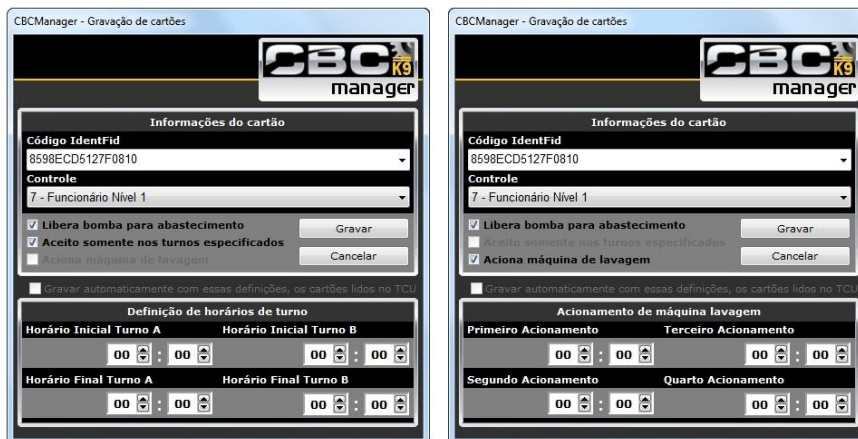 CBCManager - Gravação de cartões
CBC K9
manager
Informações do cartão
Código IdentFid
8598ECD5127F0810
Controle
7 - Funcionário Nível 1
Libera bomba para abastecimento
Gravar
Aceito somente nos turnos especificados
Aciona máquina de lavagem
Cancelar
Gravar automaticamente com essas definições, os cartões lidos no TCU
Definição de horários de turno
Horário Inicial Turno A Horário Inicial Turno B
00 : 00 00 : 00
Horário Final Turno A Horário Final Turno B
00 : 00 00 : 00
CBCManager - Gravação de cartões
CBC K9
manager
Informações do cartão
Código IdentFid
8598ECD5127F0810
Controle
7 - Funcionário Nível 1
Libera bomba para abastecimento
Gravar
Aceito somente nos turnos especificados
Aciona máquina de lavagem
Cancelar
Gravar automaticamente com essas definições, os cartões lidos no TCU
Acionamento de máquina lavagem
Primeiro Acionamento Terceiro Acionamento
00 : 00 00 : 00
Segundo Acionamento Quarto Acionamento
00 : 00 00 : 00